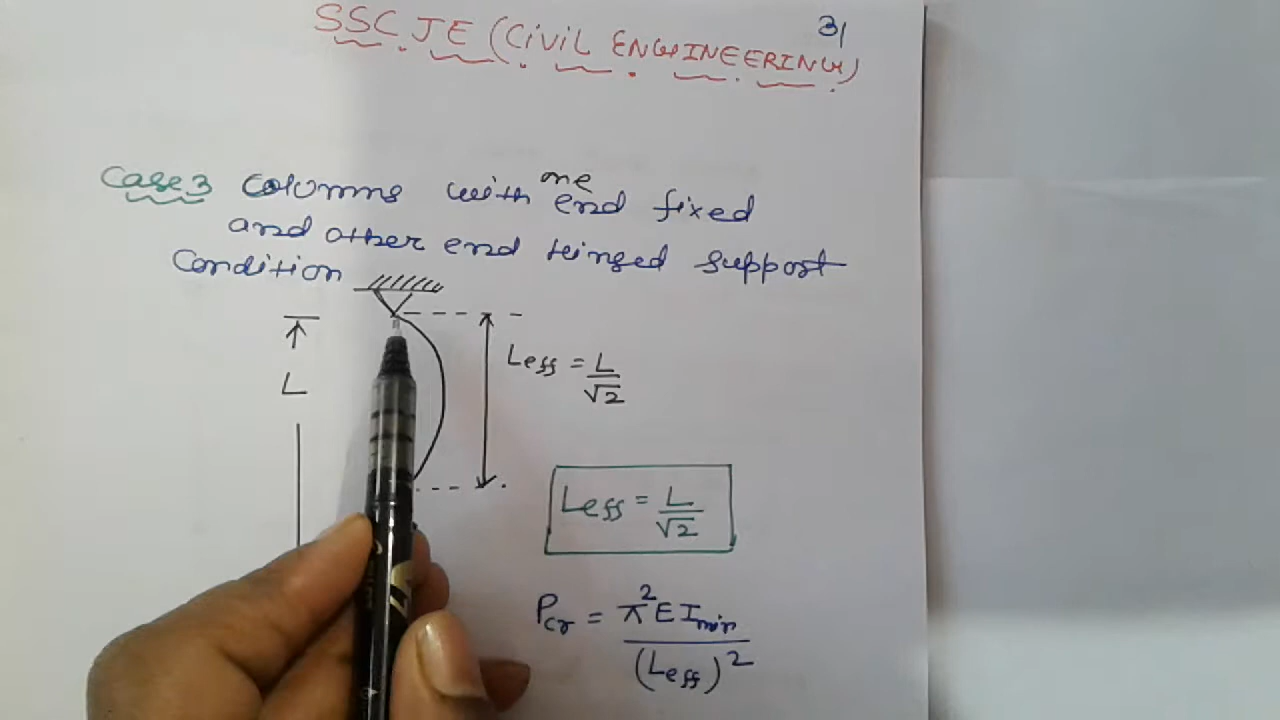 31
SSC JE (CIVIL ENGINEERING)
Case 3 Columns with one end fixed
and other end Hinged support
Condition
L
Leff = L/√2
Leff = L/√2
Pcr = π²EImin/(Leff)²